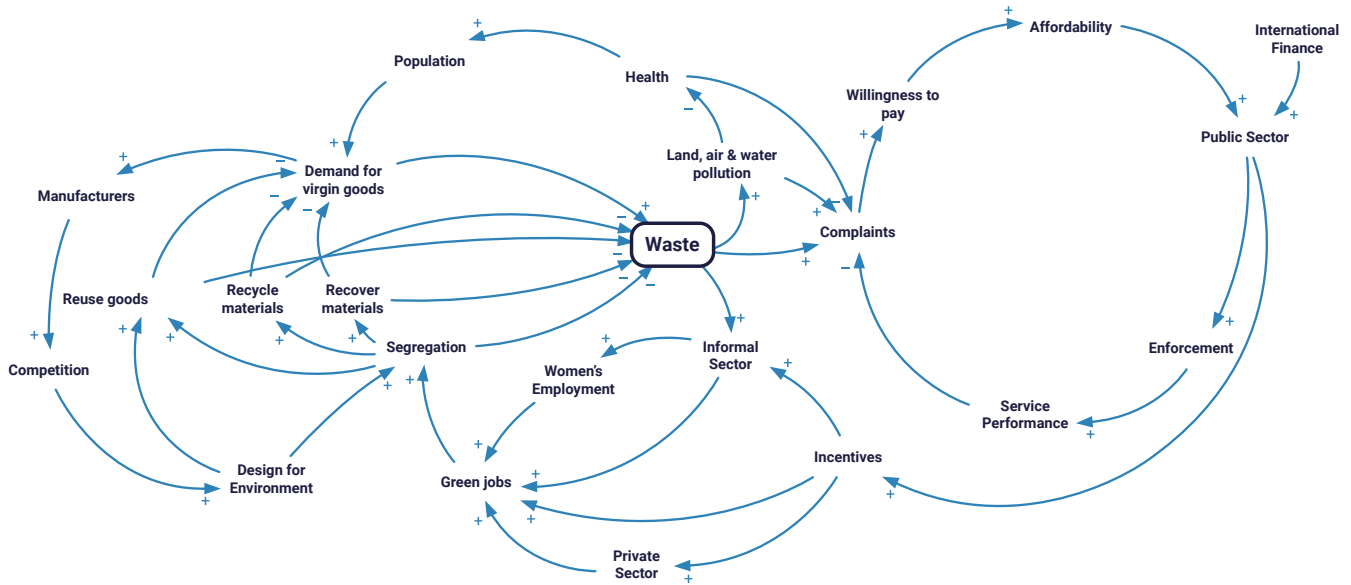 International
Finance
Affordability
Population
Health
Willingness to
pay
Public Sector
Land, air & water
pollution
Demand for
virgin goods
Manufacturers
Complaints
Waste
Reuse goods
Recycle
materials
Recover
materials
Segregation
Informal
Sector
Enforcement
Competition
Women's
Employment
Service
Performance
Incentives
Design for
Environment
Green jobs
Private
Sector